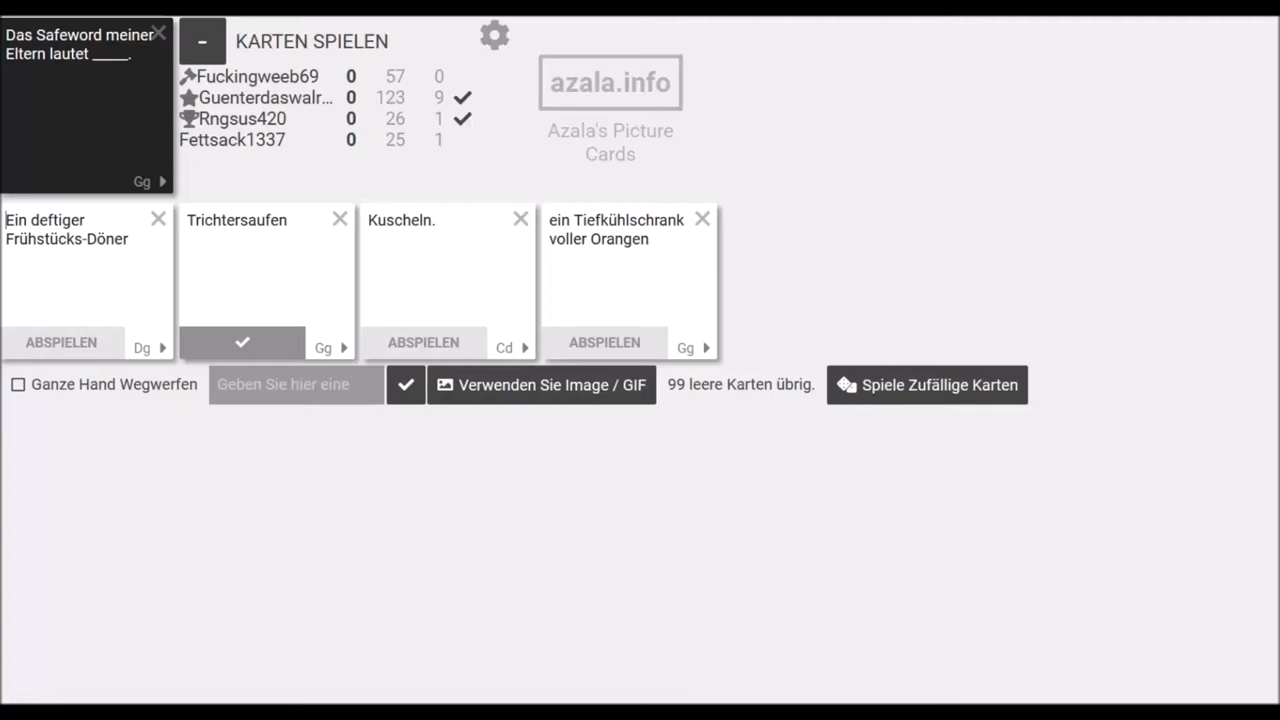 Das Safeword meiner
Eltern lautet _____.
Gg
-
KARTEN SPIELEN
Fuckingweeb69 0 57 0
Guenterdaswalr... 0 123 9
Rngsus420 0 26 1
Fettsack1337 0 25 1
azala.info
Azala's Picture
Cards
Ein deftiger
Frühstücks-Döner
ABSPIELEN
Dg
Trichtersaufen
Gg
Kuscheln.
ABSPIELEN
Cd
ein Tiefkühlschrank
voller Orangen
ABSPIELEN
Gg
Ganze Hand Wegwerfen
Geben Sie hier eine
Verwenden Sie Image / GIF
99 leere Karten übrig.
Spiele Zufällige Karten